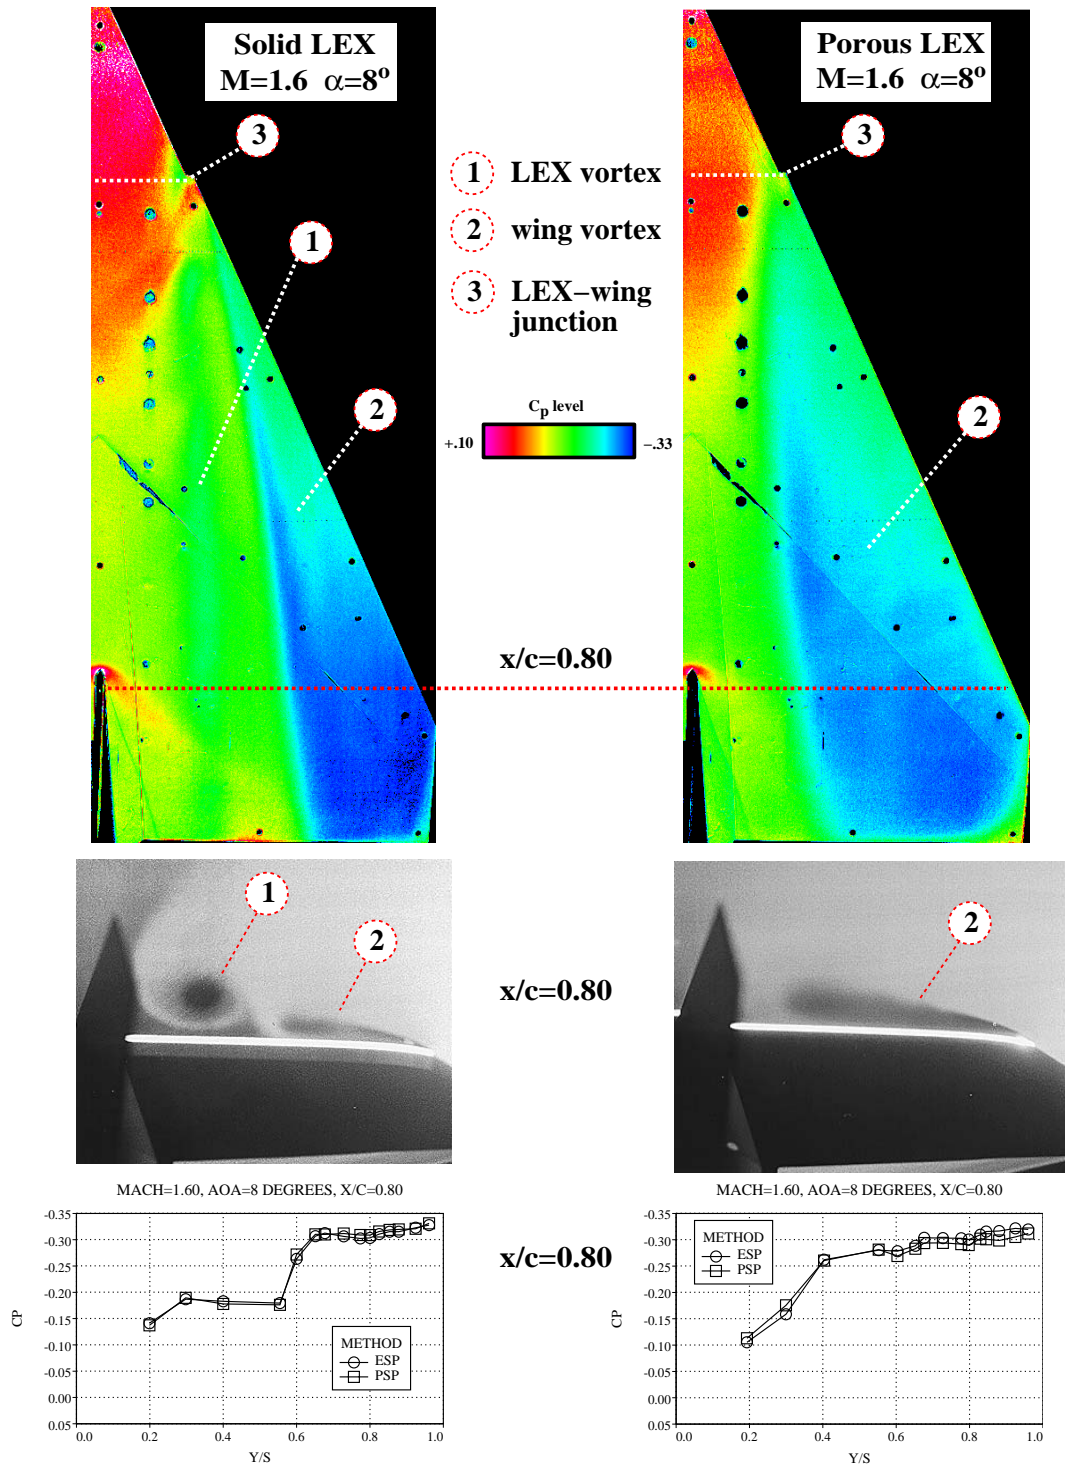 Solid LEX
M=1.6 α=8°
Porous LEX
M=1.6 α=8°
3
3
1 LEX vortex
2 wing vortex
3 LEX–wing
junction
1
2
2
Cp level
+.10
–.33
x/c=0.80
1
2
2
x/c=0.80
MACH=1.60, AOA=8 DEGREES, X/C=0.80
-0.35
-0.30
-0.25
-0.20
-0.15
-0.10
-0.05
0.00
0.05
CP
METHOD
ESP
PSP
0.0 0.2 0.4 0.6 0.8 1.0
Y/S
x/c=0.80
MACH=1.60, AOA=8 DEGREES, X/C=0.80
-0.35
-0.30
-0.25
-0.20
-0.15
-0.10
-0.05
0.00
0.05
CP
METHOD
ESP
PSP
0.0 0.2 0.4 0.6 0.8 1.0
Y/S